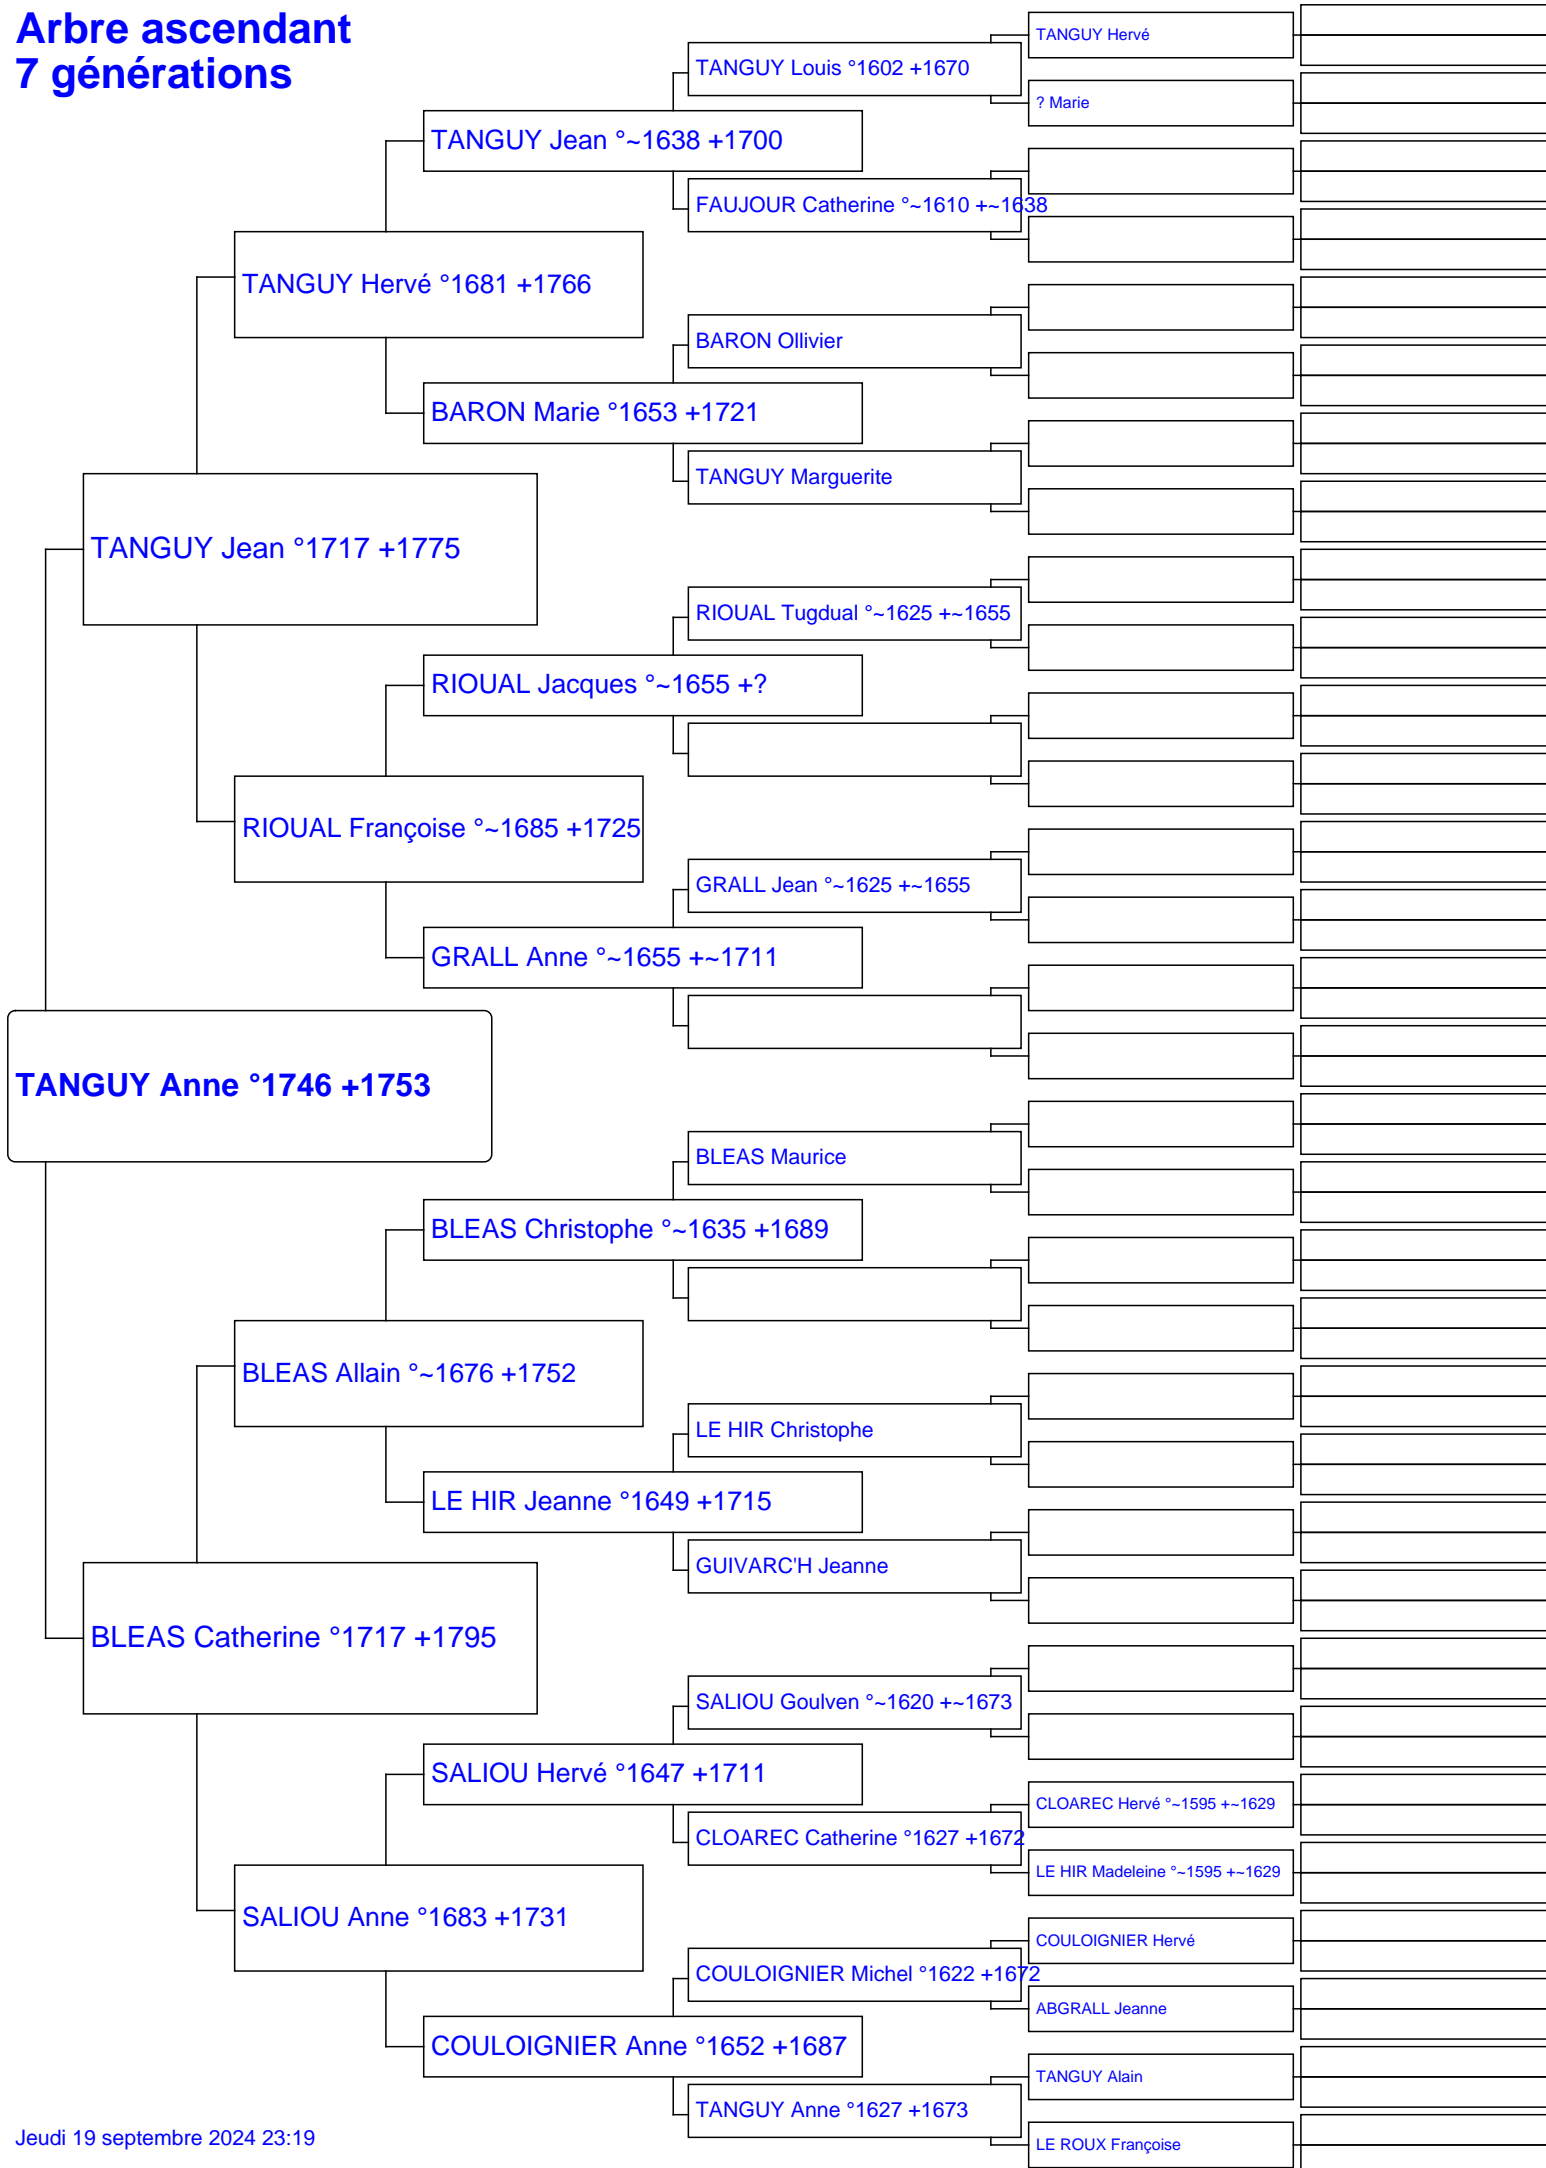 Arbre ascendant
7 générations
TANGUY Hervé
TANGUY Louis °1602 +1670
? Marie
TANGUY Jean °~1638 +1700
FAUJOUR Catherine °~1610 +~1638
TANGUY Hervé °1681 +1766
BARON Ollivier
BARON Marie °1653 +1721
TANGUY Marguerite
TANGUY Jean °1717 +1775
RIOUAL Tugdual °~1625 +~1655
RIOUAL Jacques °~1655 +?
RIOUAL Françoise °~1685 +1725
GRALL Jean °~1625 +~1655
GRALL Anne °~1655 +~1711
TANGUY Anne °1746 +1753
BLEAS Maurice
BLEAS Christophe °~1635 +1689
BLEAS Allain °~1676 +1752
LE HIR Christophe
LE HIR Jeanne °1649 +1715
GUIVARC'H Jeanne
BLEAS Catherine °1717 +1795
SALIOU Goulven °~1620 +~1673
SALIOU Hervé °1647 +1711
CLOAREC Hervé °~1595 +~1629
CLOAREC Catherine °1627 +1672
LE HIR Madeleine °~1595 +~1629
SALIOU Anne °1683 +1731
COULOIGNIER Hervé
COULOIGNIER Michel °1622 +1672
ABGRALL Jeanne
COULOIGNIER Anne °1652 +1687
TANGUY Alain
TANGUY Anne °1627 +1673
LE ROUX Françoise
Jeudi 19 septembre 2024 23:19